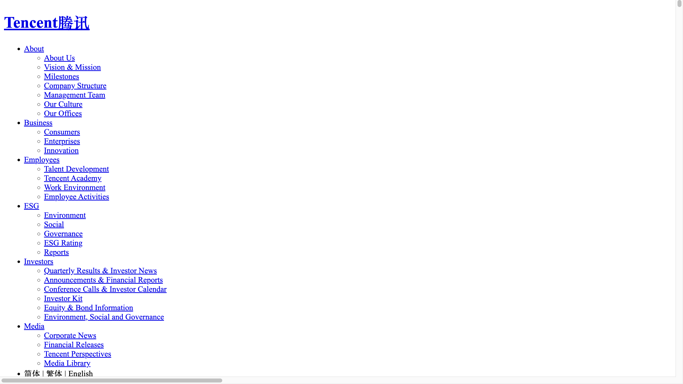 Tencent腾讯
About
About Us
Vision & Mission
Milestones
Company Structure
Management Team
Our Culture
Our Offices
Business
Consumers
Enterprises
Innovation
Employees
Talent Development
Tencent Academy
Work Environment
Employee Activities
ESG
Environment
Social
Governance
ESG Rating
Reports
Investors
Quarterly Results & Investor News
Announcements & Financial Reports
Conference Calls & Investor Calendar
Investor Kit
Equity & Bond Information
Environment, Social and Governance
Media
Corporate News
Financial Releases
Tencent Perspectives
Media Library
简体 | 繁体 | English